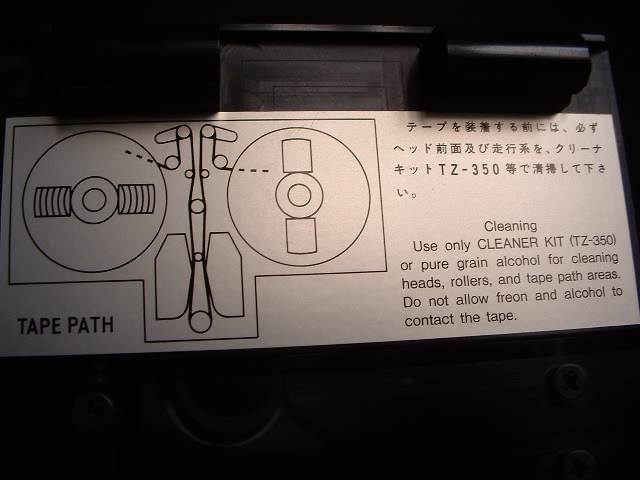 テープを装着する前には、必ず
ヘッド前面及び走行系を、クリーナ
キットTZ-350等で清掃して下さ
い。
Cleaning
Use only CLEANER KIT (TZ-350)
or pure grain alcohol for cleaning
heads, rollers, and tape path areas.
Do not allow freon and alcohol to
contact the tape.
TAPE PATH